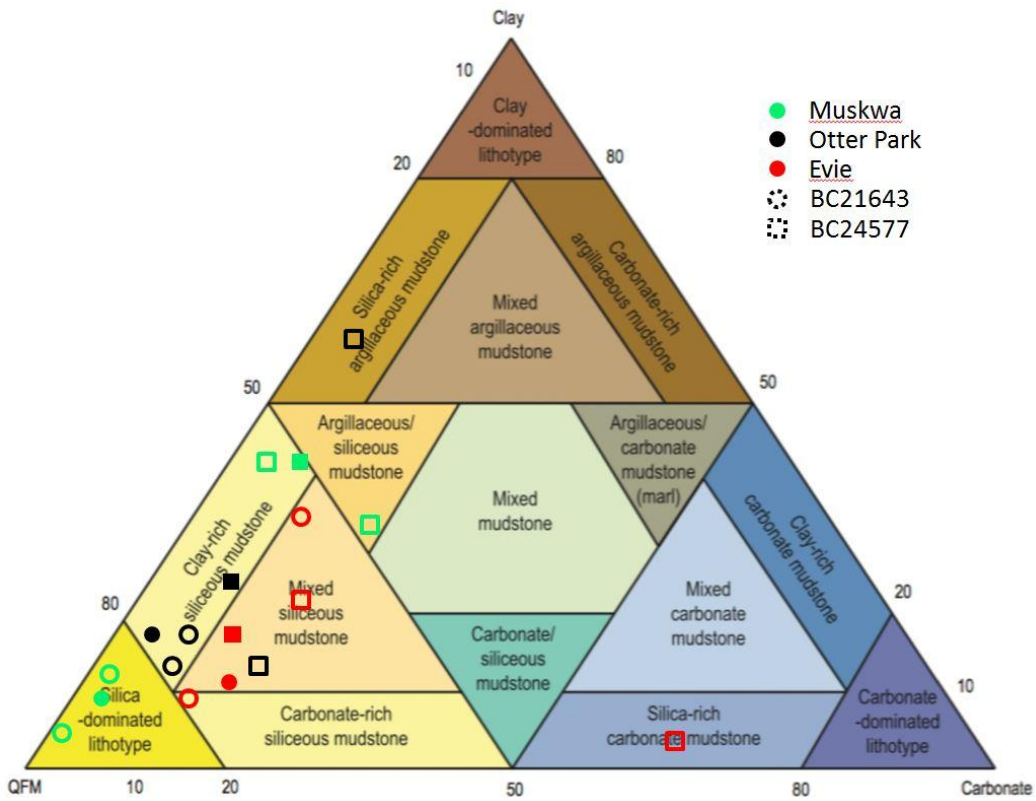 Clay
10
Clay
-dominated
lithotype
20
80
Muskwa
Otter Park
Evie
BC21643
BC24577
Silica-rich
argillaceous mudstone
Mixed
argillaceous
mudstone
Carbonate-rich
argillaceous mudstone
50
50
Argillaceous/
siliceous
mudstone
Argillaceous/
carbonate
mudstone
(marl)
Clay-rich
siliceous mudstone
Mixed
mudstone
Clay-rich
carbonate mudstone
80
20
Mixed
siliceous
mudstone
Mixed
carbonate
mudstone
Carbonate/
siliceous
mudstone
10
Silica
-dominated
lithotype
Carbonate-rich
siliceous mudstone
Silica-rich
carbonate mudstone
Carbonate
-dominated
lithotype
QFM
10
20
50
80
Carbonate